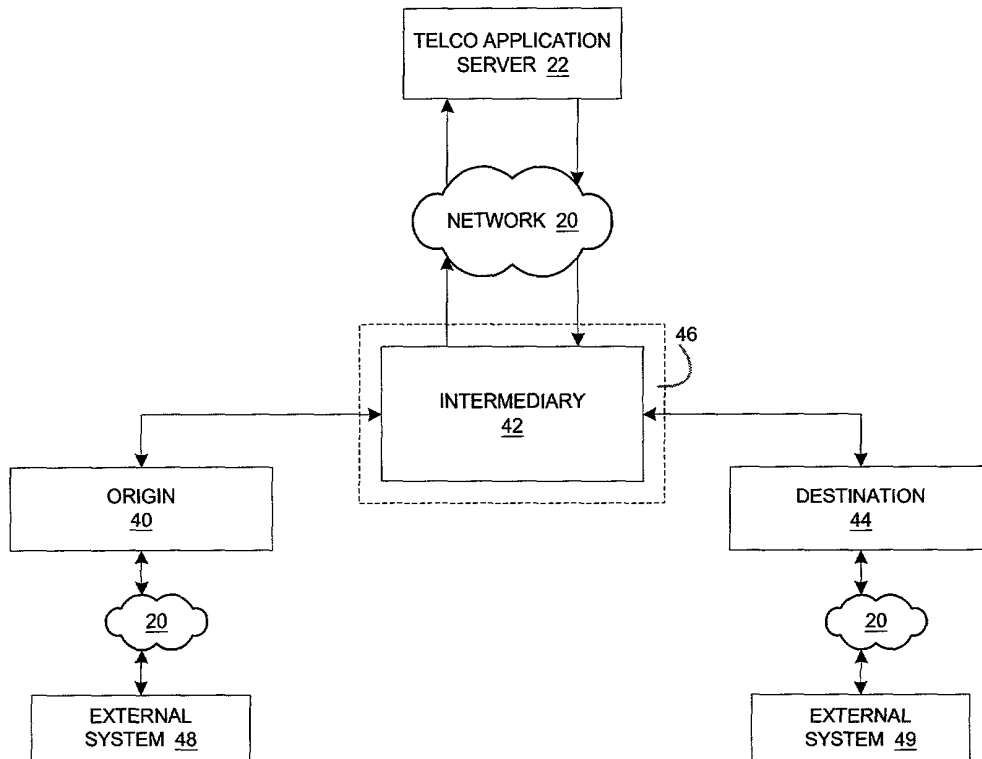 TELCO APPLICATION
SERVER 22
NETWORK 20
46
INTERMEDIARY
42
ORIGIN
40
DESTINATION
44
20
20
EXTERNAL
SYSTEM 48
EXTERNAL
SYSTEM 49